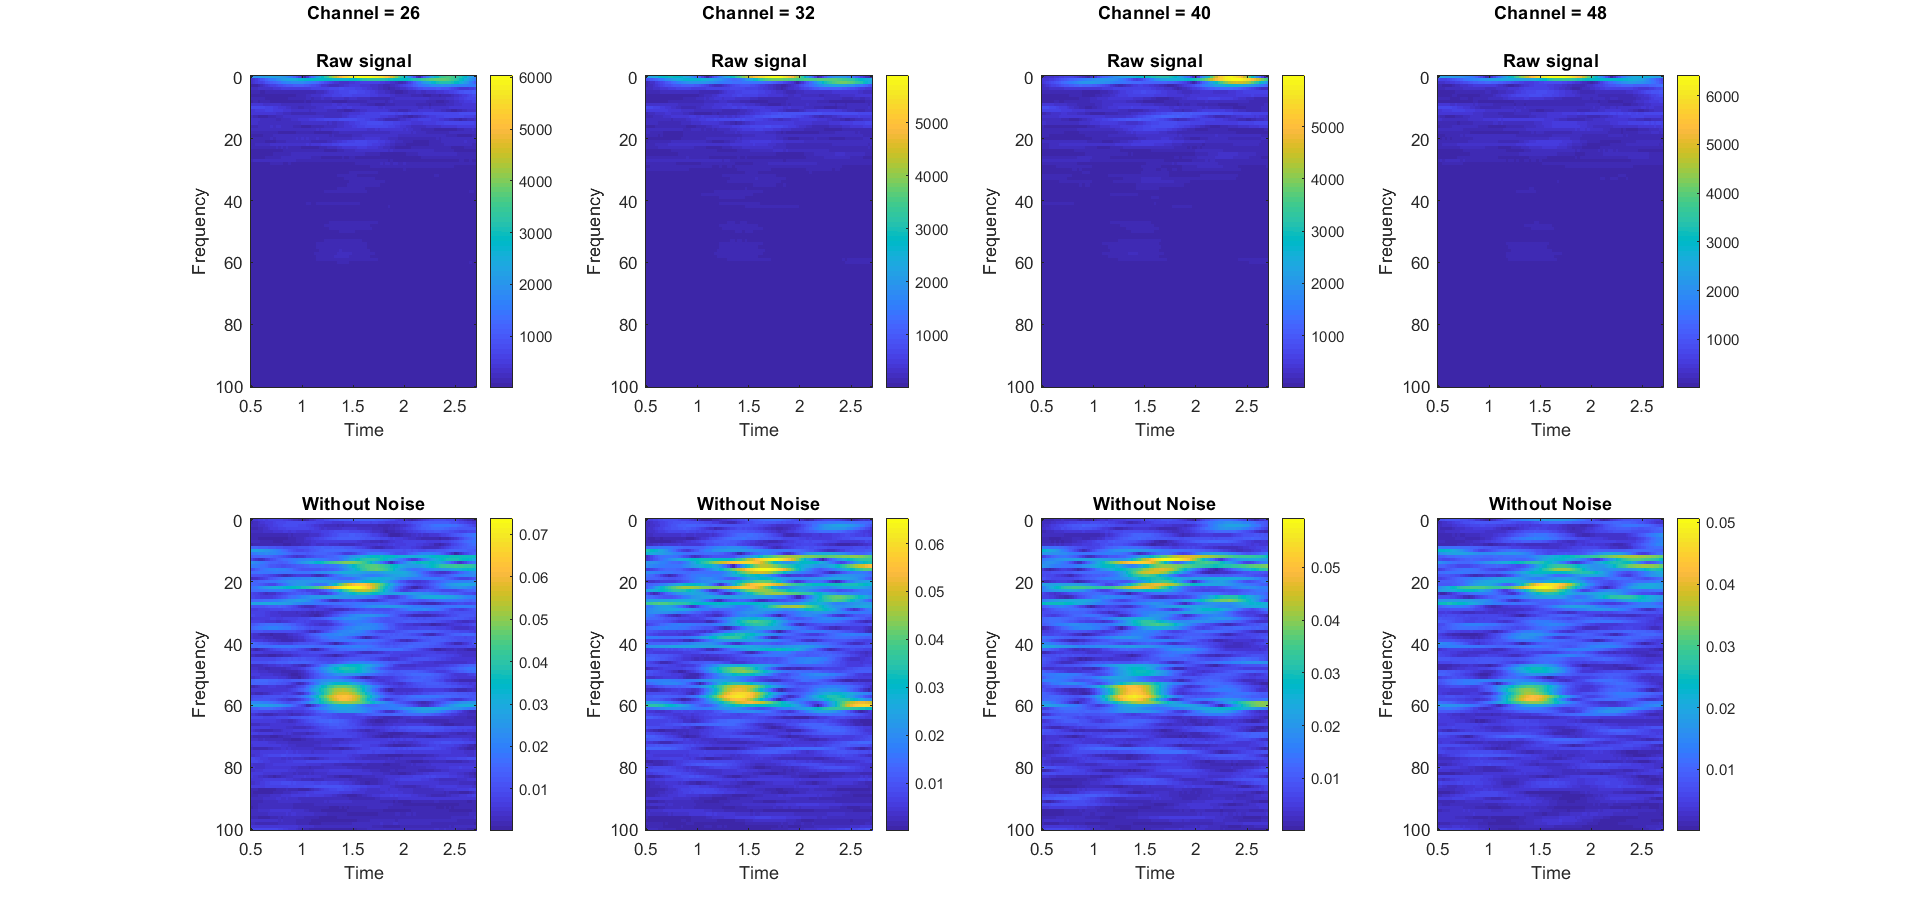 Channel = 26
Channel = 32
Channel = 40
Channel = 48
Raw signal
0
20
40
60
80
100
Frequency
0.5 1 1.5 2 2.5
Time
6000
5000
4000
3000
2000
1000
Raw signal
0
20
40
60
80
100
Frequency
0.5 1 1.5 2 2.5
Time
5000
4000
3000
2000
1000
Raw signal
0
20
40
60
80
100
Frequency
0.5 1 1.5 2 2.5
Time
5000
4000
3000
2000
1000
Raw signal
0
20
40
60
80
100
Frequency
0.5 1 1.5 2 2.5
Time
6000
5000
4000
3000
2000
1000
Without Noise
0
20
40
60
80
100
Frequency
0.5 1 1.5 2 2.5
Time
0.07
0.06
0.05
0.04
0.03
0.02
0.01
Without Noise
0
20
40
60
80
100
Frequency
0.5 1 1.5 2 2.5
Time
0.06
0.05
0.04
0.03
0.02
0.01
Without Noise
0
20
40
60
80
100
Frequency
0.5 1 1.5 2 2.5
Time
0.05
0.04
0.03
0.02
0.01
Without Noise
0
20
40
60
80
100
Frequency
0.5 1 1.5 2 2.5
Time
0.05
0.04
0.03
0.02
0.01